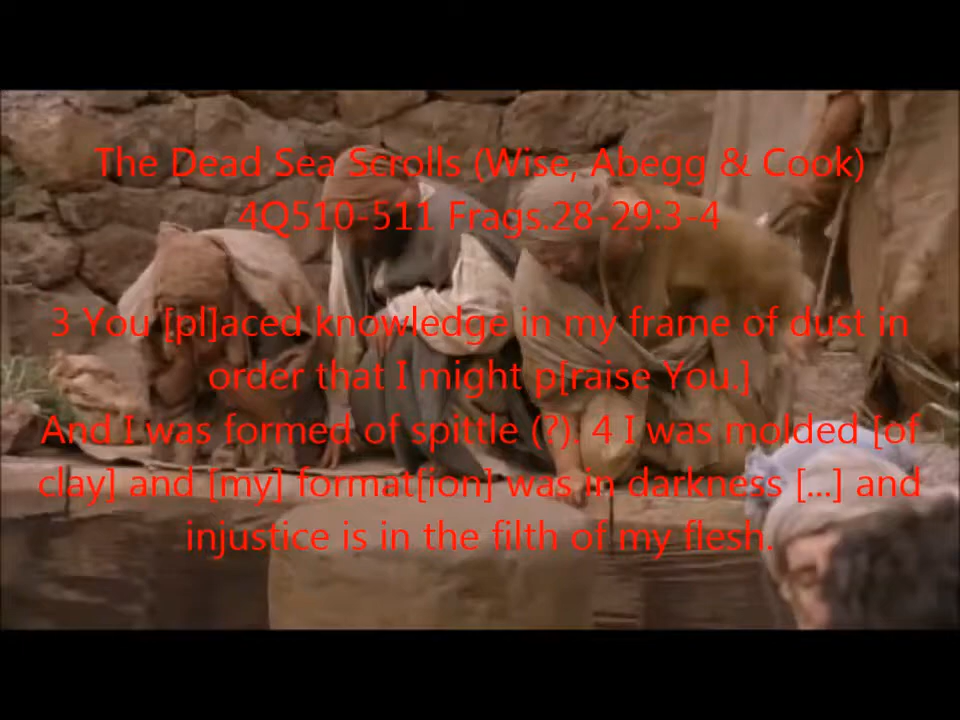 The Dead Sea Scrolls (Wise, Abegg & Cook)
4Q510-511 Frags.28-29:3-4
3 You [pl]aced knowledge in my frame of dust in
order that I might p[raise You.]
And I was formed of spittle (?). 4 I was molded [of
clay] and [my] format[ion] was in darkness [...] and
injustice is in the filth of my flesh.